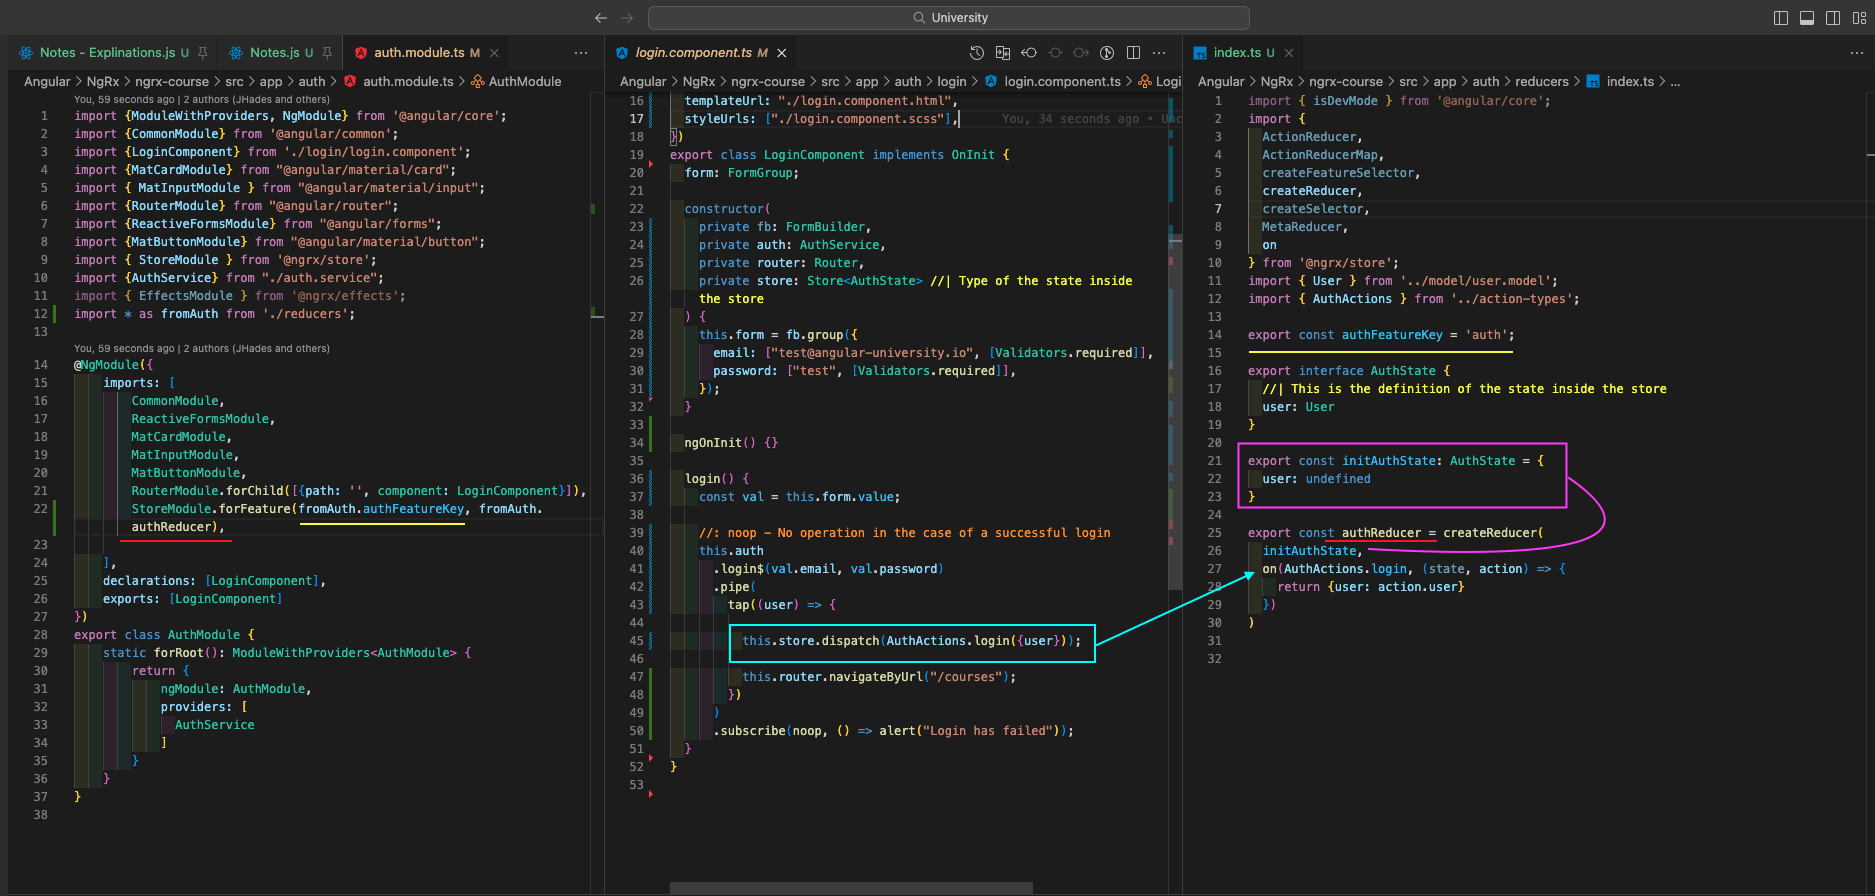 University
Notes - Explinations.js U
Notes.js U
auth.module.ts M
Angular > NgRx > ngrx-course > src > app > auth > auth.module.ts > AuthModule
You, 59 seconds ago | 2 authors (JHades and others)
1 import {ModuleWithProviders, NgModule} from '@angular/core';
2 import {CommonModule} from '@angular/common';
3 import {LoginComponent} from './login/login.component';
4 import {MatCardModule} from "@angular/material/card";
5 import { MatInputModule } from "@angular/material/input";
6 import {RouterModule} from "@angular/router";
7 import {ReactiveFormsModule} from "@angular/forms";
8 import {MatButtonModule} from "@angular/material/button";
9 import { StoreModule } from '@ngrx/store';
10 import {AuthService} from "./auth.service";
11 import { EffectsModule } from '@ngrx/effects';
12 import * as fromAuth from './reducers';
13
You, 59 seconds ago | 2 authors (JHades and others)
14 @NgModule({
15 imports: [
16 CommonModule,
17 ReactiveFormsModule,
18 MatCardModule,
19 MatInputModule,
20 MatButtonModule,
21 RouterModule.forChild([{path: '', component: LoginComponent}]),
22 StoreModule.forFeature(fromAuth.authFeatureKey, fromAuth.
authReducer),
23
24 ],
25 declarations: [LoginComponent],
26 exports: [LoginComponent]
27 })
28 export class AuthModule {
29 static forRoot(): ModuleWithProviders<AuthModule> {
30 return {
31 ngModule: AuthModule,
32 providers: [
33 AuthService
34 ]
35 }
36 }
37 }
38
login.component.ts M
Angular > NgRx > ngrx-course > src > app > auth > login > login.component.ts > Logi
16 templateUrl: "./login.component.html",
17 styleUrls: ["./login.component.scss"], You, 34 seconds ago • Unc
18 })
19 export class LoginComponent implements OnInit {
20 form: FormGroup;
21
22 constructor(
23 private fb: FormBuilder,
24 private auth: AuthService,
25 private router: Router,
26 private store: Store<AuthState> //| Type of the state inside
the store
27 ) {
28 this.form = fb.group({
29 email: ["test@angular-university.io", [Validators.required]],
30 password: ["test", [Validators.required]],
31 });
32 }
33
34 ngOnInit() {}
35
36 login() {
37 const val = this.form.value;
38
39 //: noop - No operation in the case of a successful login
40 this.auth
41 .login$(val.email, val.password)
42 .pipe(
43 tap((user) => {
44
45 this.store.dispatch(AuthActions.login({user}));
46
47 this.router.navigateByUrl("/courses");
48 })
49 )
50 .subscribe(noop, () => alert("Login has failed"));
51 }
52 }
53
index.ts U
Angular > NgRx > ngrx-course > src > app > auth > reducers > index.ts > ...
1 import { isDevMode } from '@angular/core';
2 import {
3 ActionReducer,
4 ActionReducerMap,
5 createFeatureSelector,
6 createReducer,
7 createSelector,
8 MetaReducer,
9 on
10 } from '@ngrx/store';
11 import { User } from '../model/user.model';
12 import { AuthActions } from '../action-types';
13
14 export const authFeatureKey = 'auth';
15
16 export interface AuthState {
17 //| This is the definition of the state inside the store
18 user: User
19 }
20
21 export const initAuthState: AuthState = {
22 user: undefined
23 }
24
25 export const authReducer = createReducer(
26 initAuthState,
27 on(AuthActions.login, (state, action) => {
28 return {user: action.user}
29 })
30 )
31
32